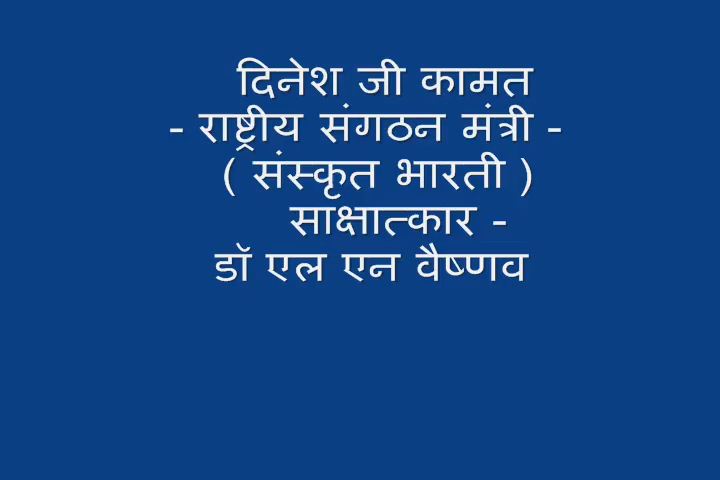 दिनेश जी कामत
- राष्ट्रीय संगठन मंत्री -
( संस्कृत भारती )
साक्षात्कार -
डॉ एल एन वैष्णव